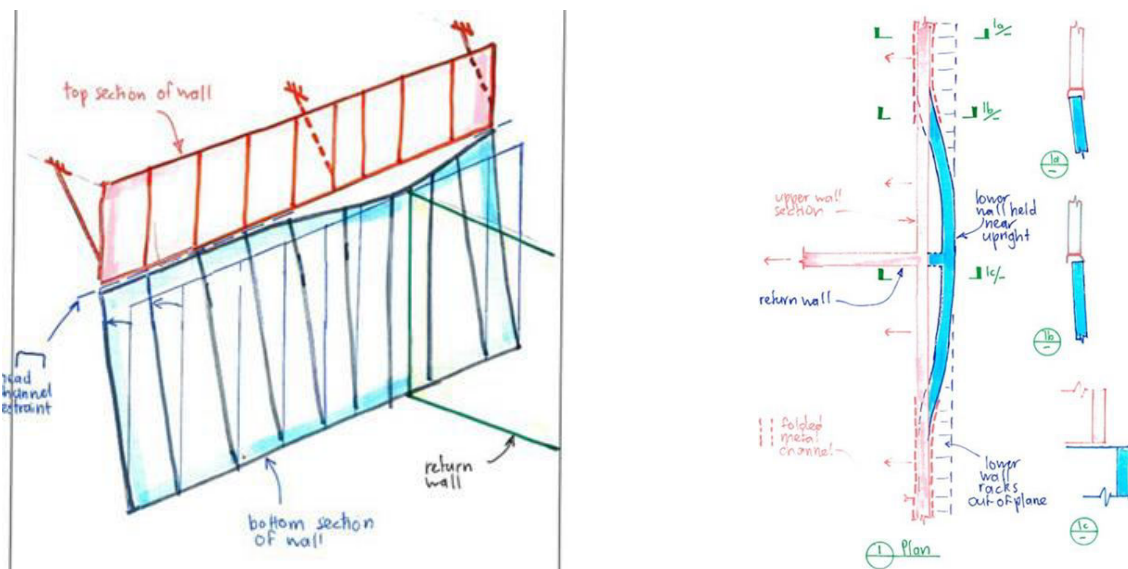 top section of wall
head
channel
restraint
bottom section
of wall
return
wall
1a/-
1b/-
upper wall
section
lower
wall held
near
upright
return wall
1c/-
folded
metal
channel
lower
wall
racks
out of plane
1 Plan
1a
-
1b
-
1c
-